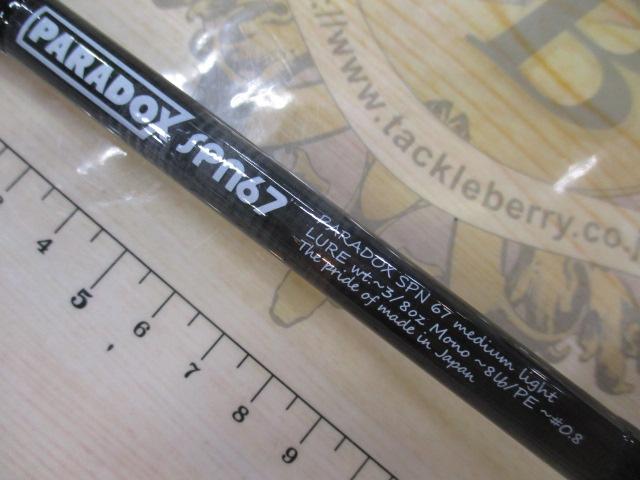 PARADOX SPN67
PARADOX SPN 67 medium light
LURE wt.~3/8oz Mono ~8lb/PE ~#0.8
The pride of made in Japan
://www.tackleberry.co.j
B
3
4
5
6
7
8
9